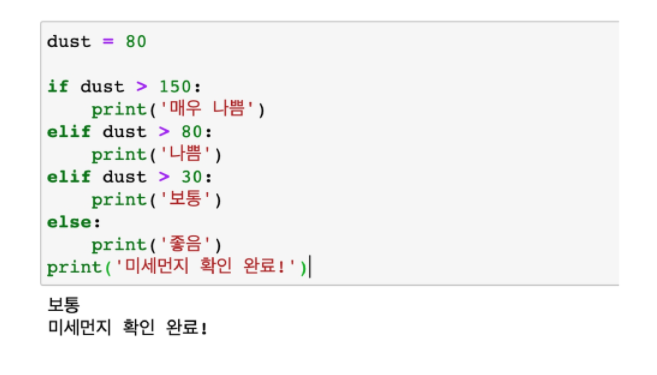 dust = 80
if dust > 150:
    print('매우 나쁨')
elif dust > 80:
    print('나쁨')
elif dust > 30:
    print('보통')
else:
    print('좋음')
print('미세먼지 확인 완료!')
보통
미세먼지 확인 완료!